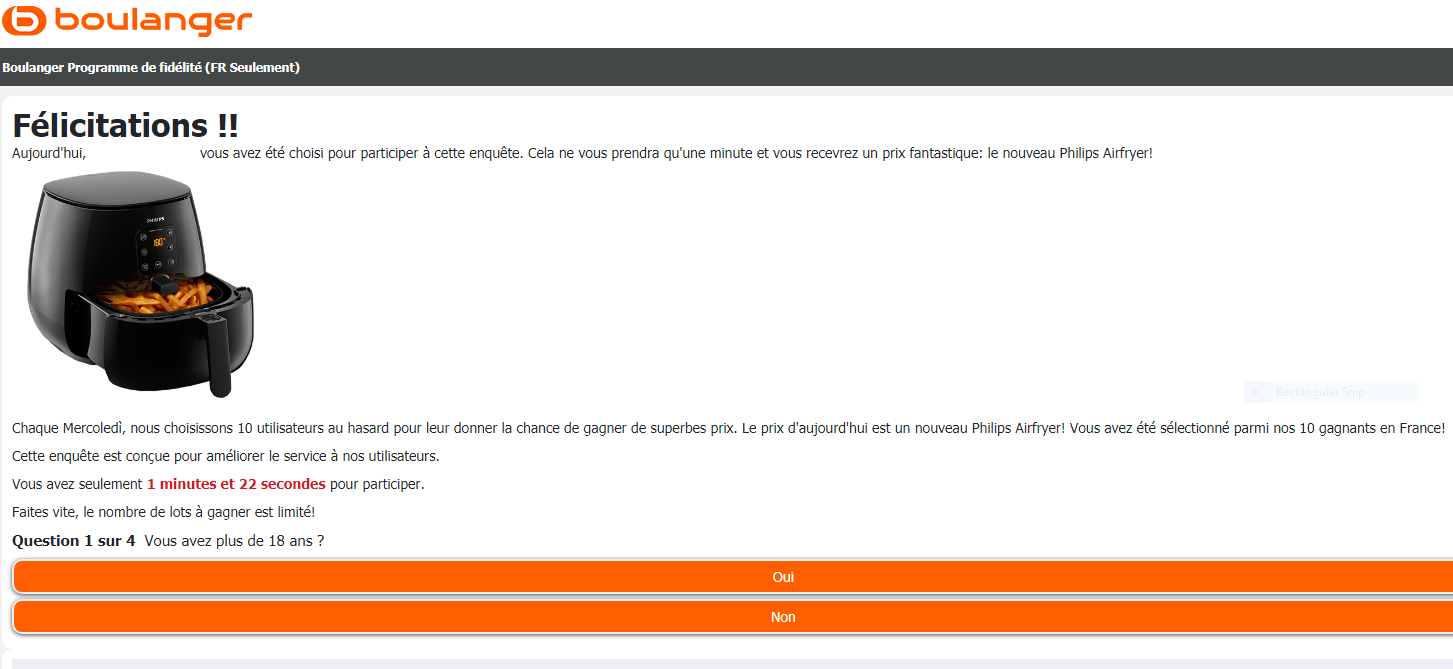 boulanger
Boulanger Programme de fidélité (FR Seulement)
Félicitations !!
Aujourd'hui, vous avez été choisi pour participer à cette enquête. Cela ne vous prendra qu'une minute et vous recevrez un prix fantastique: le nouveau Philips Airfryer!
PHILIPS
180°
Rectangular Snip
Chaque Mercoledì, nous choisissons 10 utilisateurs au hasard pour leur donner la chance de gagner de superbes prix. Le prix d'aujourd'hui est un nouveau Philips Airfryer! Vous avez été sélectionné parmi nos 10 gagnants en France!
Cette enquête est conçue pour améliorer le service à nos utilisateurs.
Vous avez seulement 1 minutes et 22 secondes pour participer.
Faites vite, le nombre de lots à gagner est limité!
Question 1 sur 4 Vous avez plus de 18 ans ?
Oui
Non